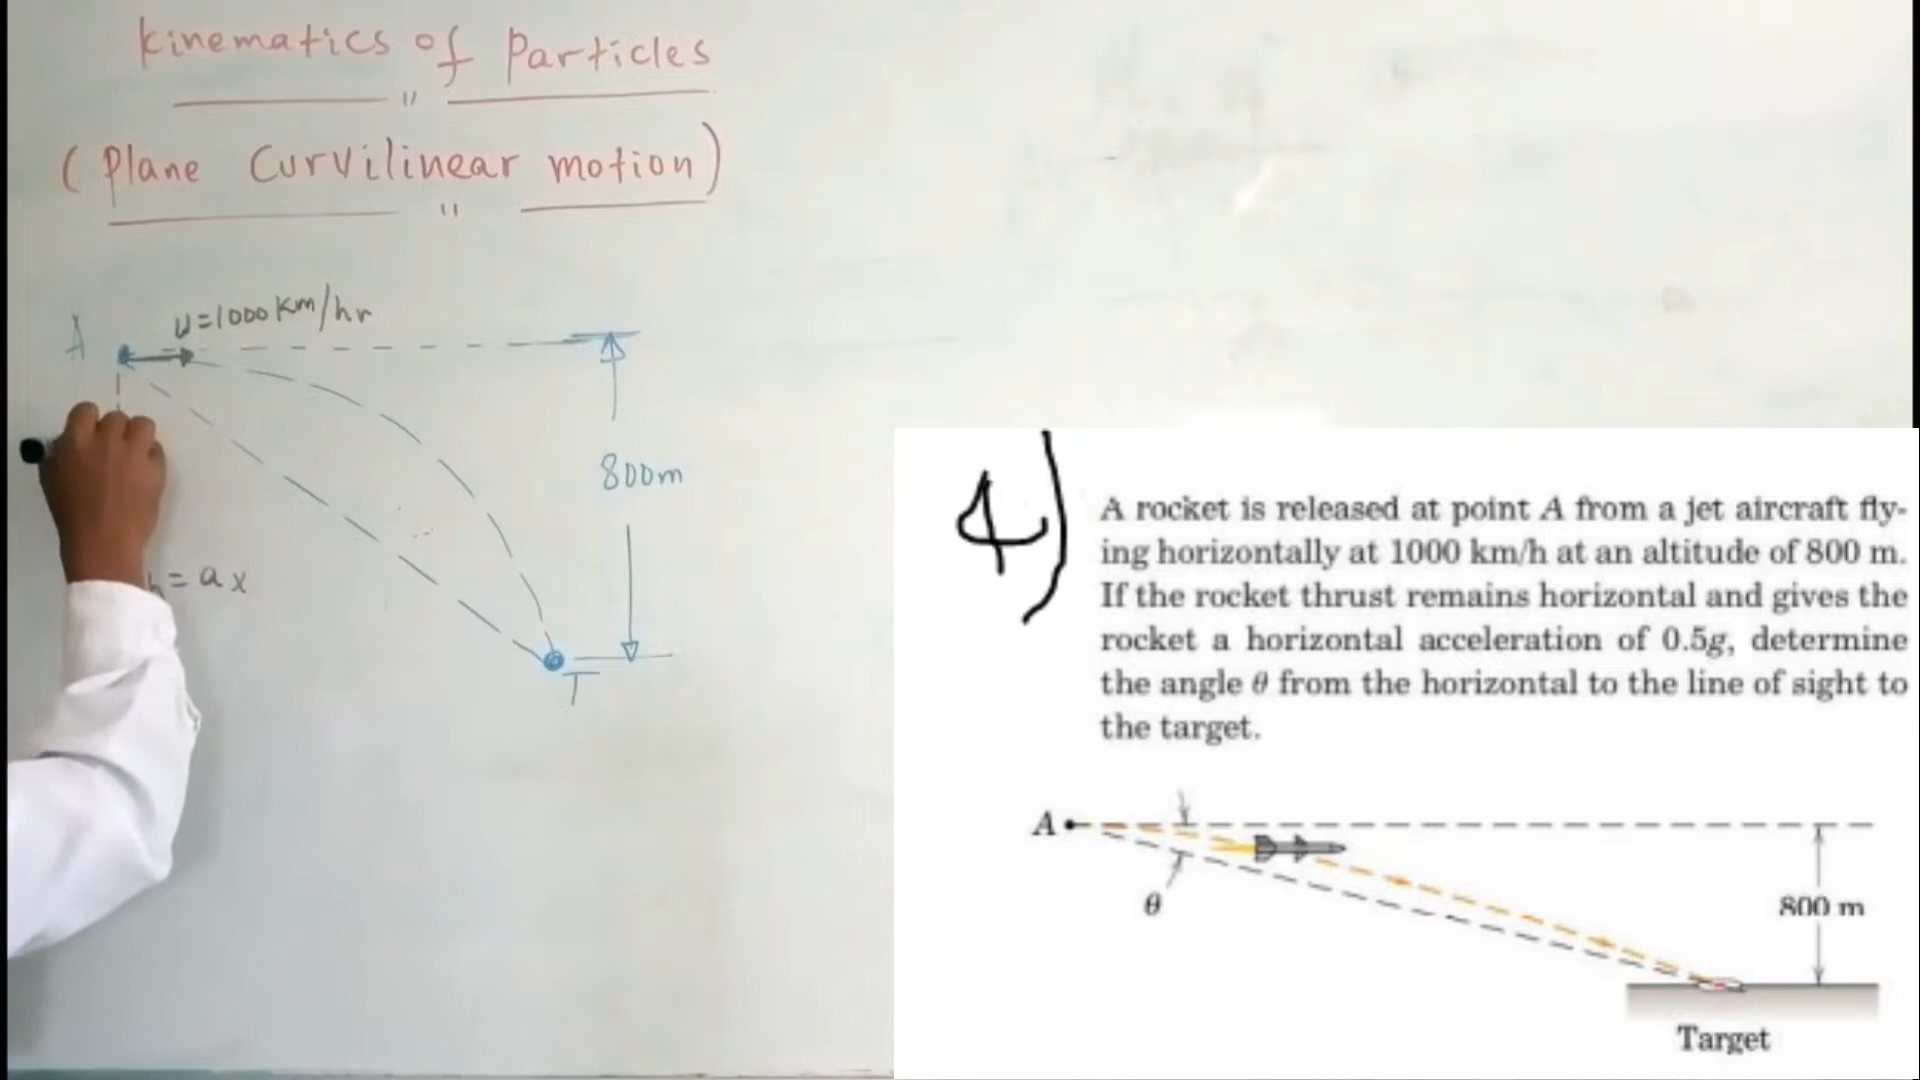 kinematics of Particles
(Plane Curvilinear motion)
A
u=1000km/hr
800m
= ax
T
4)
A rocket is released at point A from a jet aircraft fly-
ing horizontally at 1000 km/h at an altitude of 800 m.
If the rocket thrust remains horizontal and gives the
rocket a horizontal acceleration of 0.5g, determine
the angle θ from the horizontal to the line of sight to
the target.
A
θ
800 m
Target